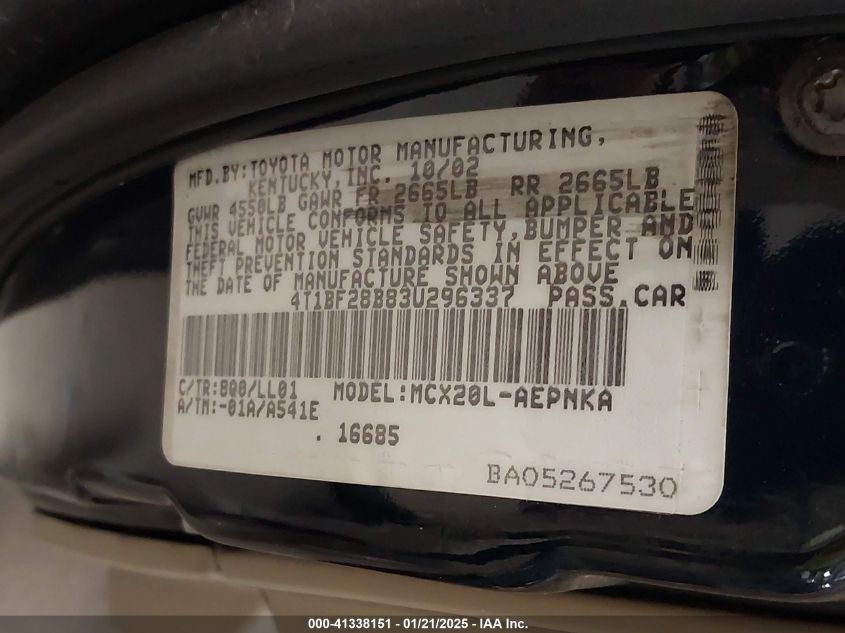 MFD.BY:TOYOTA MOTOR MANUFACTURING,
KENTUCKY,INC. 10/02
GVWR 4550LB GAWR FR 2665LB RR 2665LB
THIS VEHICLE CONFORMS TO ALL APPLICABLE
FEDERAL MOTOR VEHICLE SAFETY,BUMPER AND
THEFT PREVENTION STANDARDS IN EFFECT ON
THE DATE OF MANUFACTURE SHOWN ABOVE
4T1BF28B83U296337 PASS.CAR
C/TR:8Q0/LL01 MODEL:MCX20L-AEPNKA
A/TM:-01A/A541E
. 16685
BA05267530
000-41338151 - 01/21/2025 - IAA Inc.